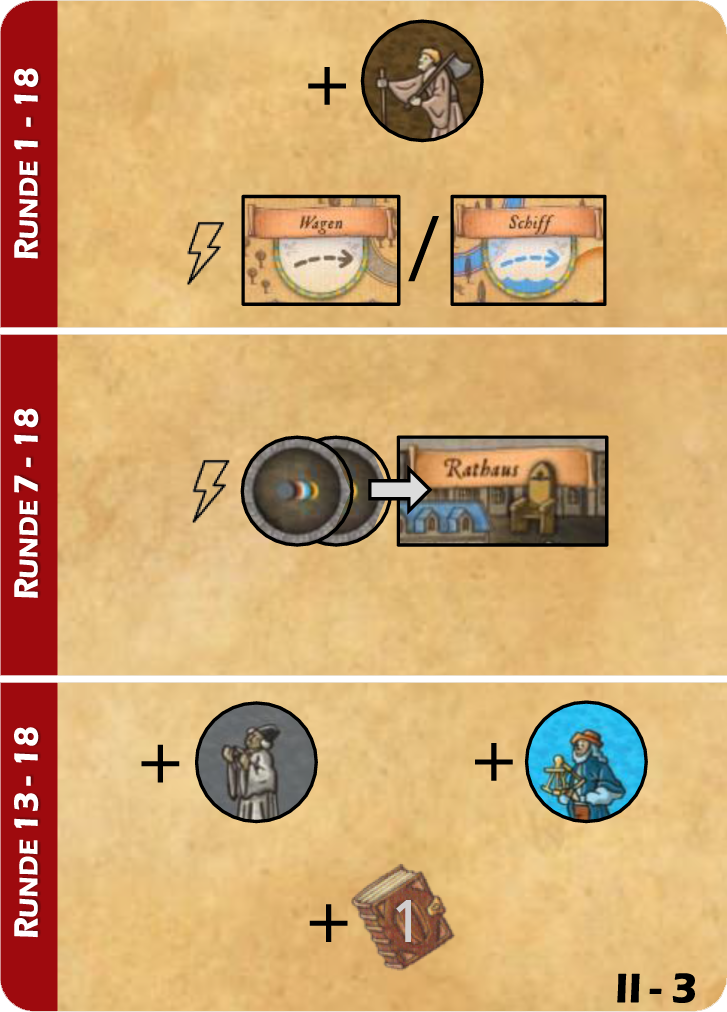 RUNDE 1 - 18
+
Wagen / Schiff
RUNDE 7 - 18
Rathaus
RUNDE 13 - 18
+ +
+ 1
II - 3